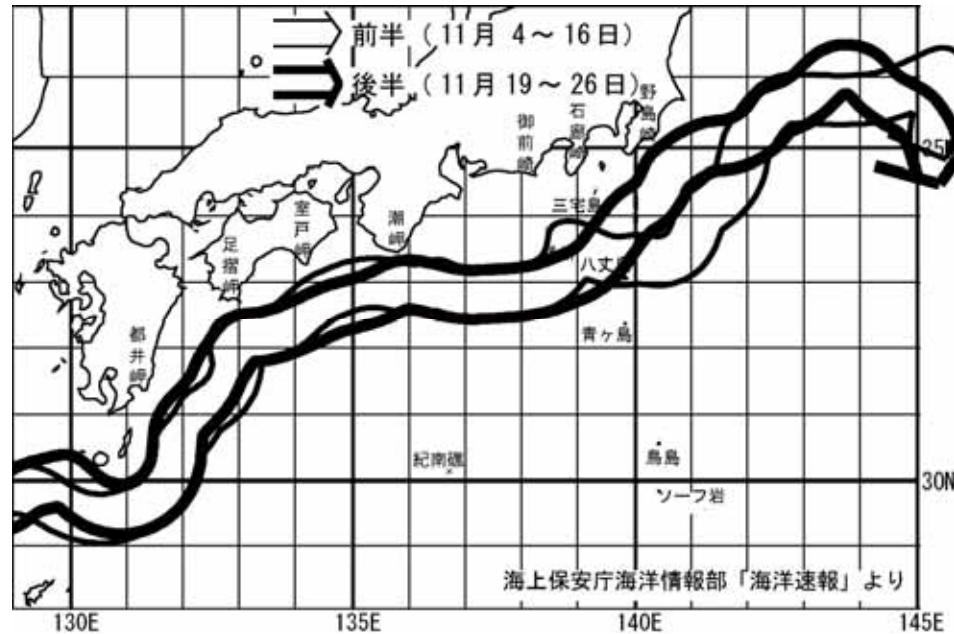 前半 (11月 4～16日)
後半 (11月 19～26日)
野島崎
石廊崎
御前崎
35N
三宅島
室戸岬
潮岬
足摺岬
八丈島
青ヶ島
都井岬
紀南礁
鳥島
30N
ソーフ岩
海上保安庁海洋情報部「海洋速報」より
130E 135E 140E 145E